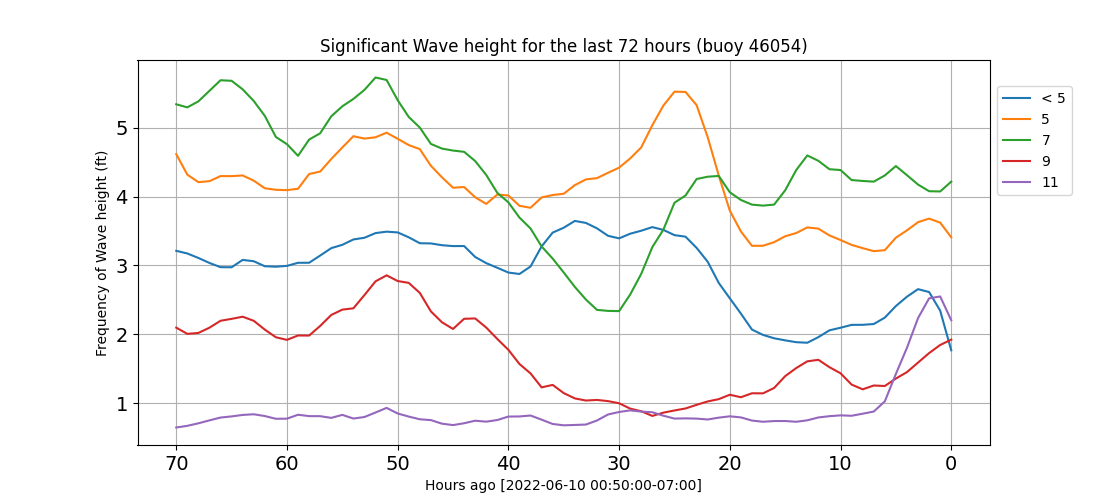 Significant Wave height for the last 72 hours (buoy 46054)
Frequency of Wave height (ft)
5
4
3
2
1
70 60 50 40 30 20 10 0
Hours ago [2022-06-10 00:50:00-07:00]
< 5
5
7
9
11